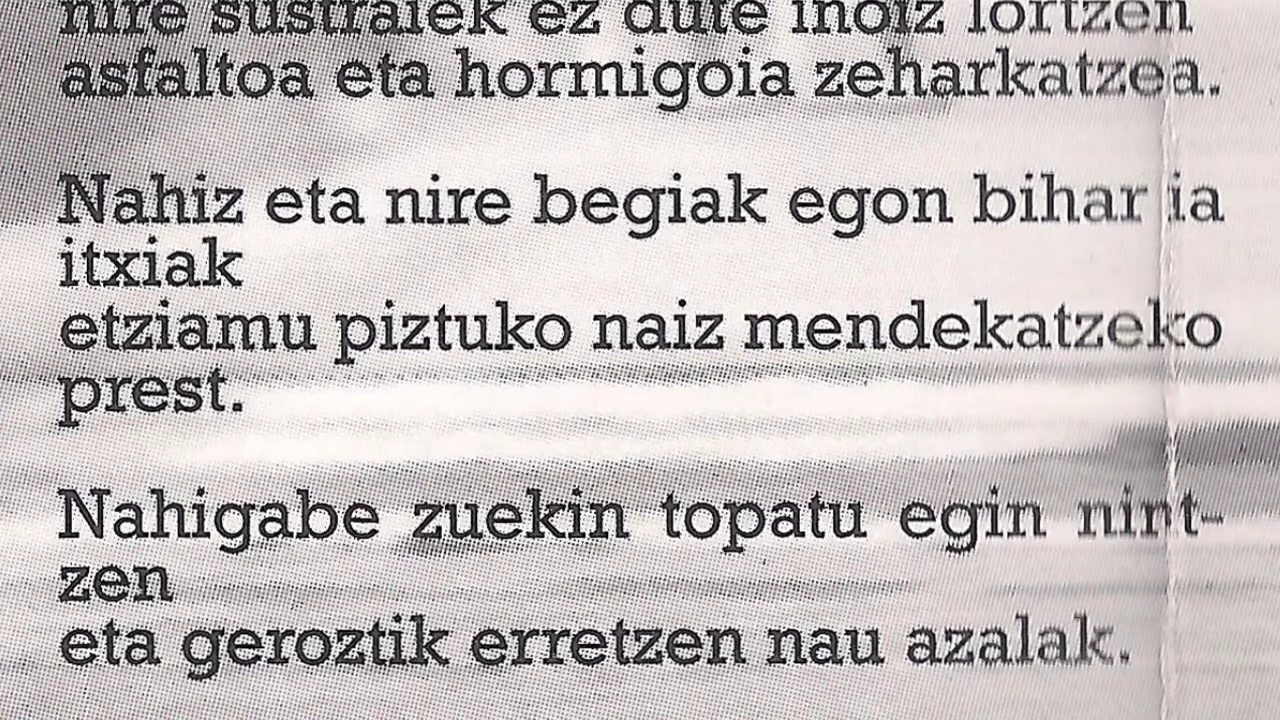 nire sustraiek ez dute inoiz lortzen
asfaltoa eta hormigoia zeharkatzea.
Nahiz eta nire begiak egon bihar ia
itxiak
etziamu piztuko naiz mendekatzeko
prest.
Nahigabe zuekin topatu egin nint-
zen
eta geroztik erretzen nau azalak.